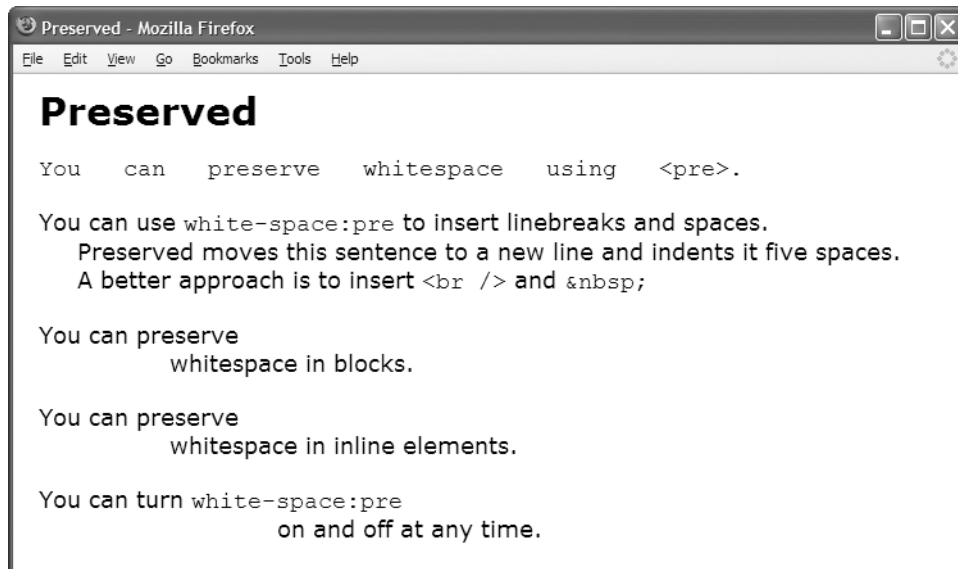 Preserved - Mozilla Firefox
File Edit View Go Bookmarks Tools Help
Preserved
You can preserve whitespace using <pre>.
You can use white-space:pre to insert linebreaks and spaces.
Preserved moves this sentence to a new line and indents it five spaces.
A better approach is to insert <br /> and &nbsp;
You can preserve
whitespace in blocks.
You can preserve
whitespace in inline elements.
You can turn white-space:pre
on and off at any time.